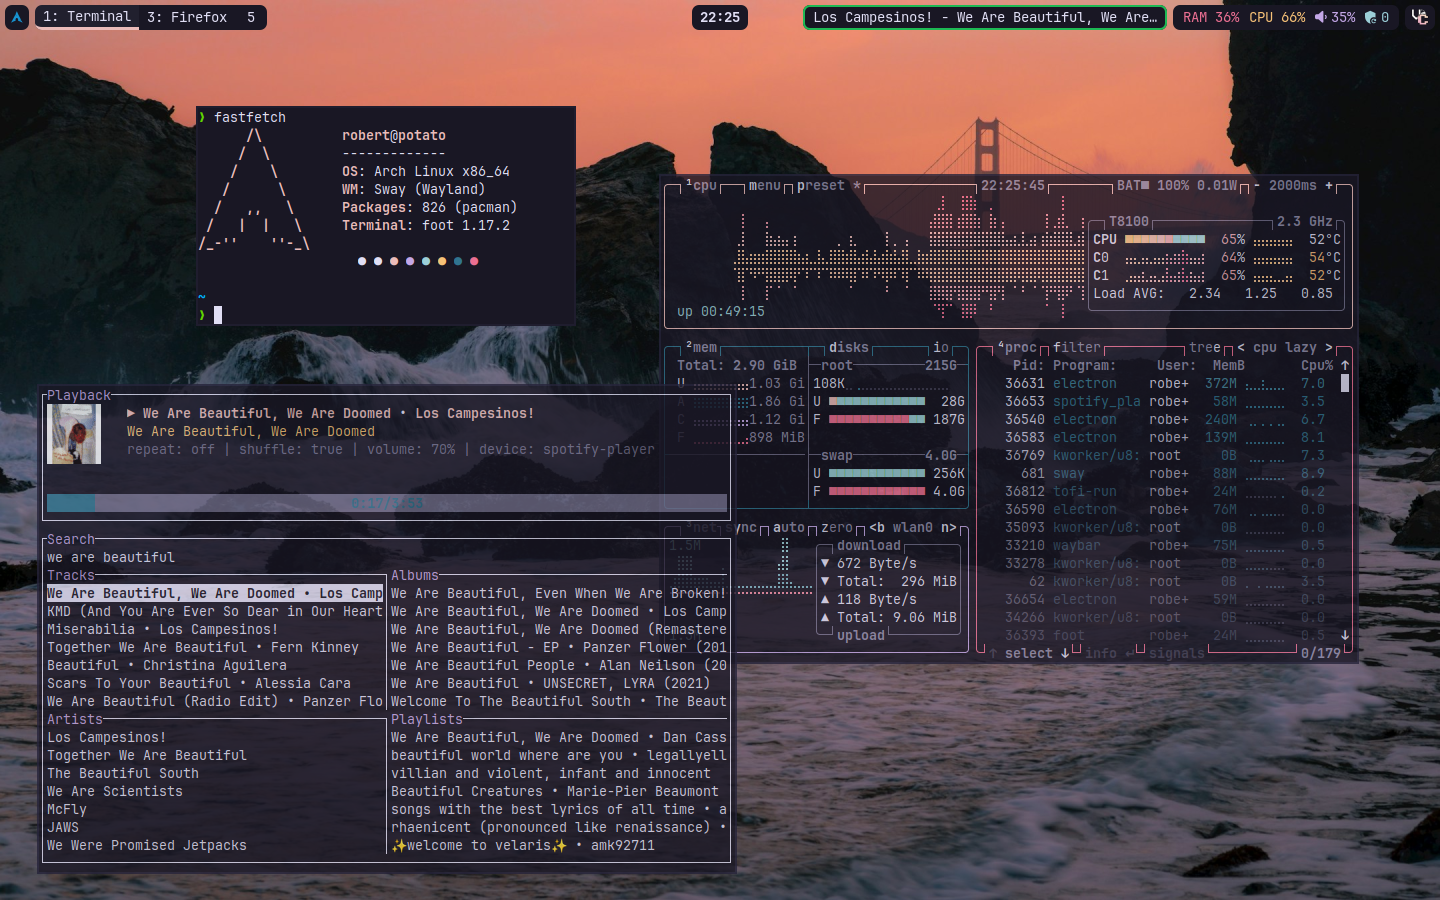 1: Terminal 3: Firefox 5
22:25
Los Campesinos! - We Are Beautiful, We Are…
RAM 36% CPU 66% 35% 0
❯ fastfetch
robert@potato
-------------
OS: Arch Linux x86_64
WM: Sway (Wayland)
Packages: 826 (pacman)
Terminal: foot 1.17.2
~
❯
¹cpu menu preset * 22:25:45 BAT■ 100% 0.01W - 2000ms +
T8100 2.3 GHz
CPU 65% 52°C
C0 64% 54°C
C1 65% 52°C
Load AVG: 2.34 1.25 0.85
up 00:49:15
²mem disks io
Total: 2.90 GiB root 215G
U 1.03 Gi 108K
A 1.86 Gi U 28G
C 1.12 Gi F 187G
F 898 MiB
swap 4.0G
U 256K
F 4.0G
³net sync auto zero <b wlan0 n>
1.5M
download
▼ 672 Byte/s
▼ Total: 296 MiB
▲ 118 Byte/s
▲ Total: 9.06 MiB
upload
⁴proc filter tree < cpu lazy >
Pid: Program: User: MemB Cpu% ↑
36631 electron robe+ 372M 7.0
36653 spotify_pla robe+ 58M 3.5
36540 electron robe+ 240M 6.7
36583 electron robe+ 139M 8.1
36769 kworker/u8: root 0B 7.3
681 sway robe+ 88M 8.9
36812 tofi-run robe+ 24M 0.2
36590 electron robe+ 76M 0.0
35093 kworker/u8: root 0B 0.0
33210 waybar robe+ 75M 0.5
33278 kworker/u8: root 0B 0.0
62 kworker/u8: root 0B 3.5
36654 electron robe+ 59M 0.0
34266 kworker/u8: root 0B 0.0
36393 foot robe+ 24M 0.5 ↓
↑ select ↓ info ↵ signals 0/179
Playback
▶ We Are Beautiful, We Are Doomed • Los Campesinos!
We Are Beautiful, We Are Doomed
repeat: off | shuffle: true | volume: 70% | device: spotify-player
0:17/3:53
Search
we are beautiful
Tracks
We Are Beautiful, We Are Doomed • Los Camp
KMD (And You Are Ever So Dear in Our Heart
Miserabilia • Los Campesinos!
Together We Are Beautiful • Fern Kinney
Beautiful • Christina Aguilera
Scars To Your Beautiful • Alessia Cara
We Are Beautiful (Radio Edit) • Panzer Flo
Albums
We Are Beautiful, Even When We Are Broken!
We Are Beautiful, We Are Doomed • Los Camp
We Are Beautiful, We Are Doomed (Remastere
We Are Beautiful - EP • Panzer Flower (201
We Are Beautiful People • Alan Neilson (20
We Are Beautiful • UNSECRET, LYRA (2021)
Welcome To The Beautiful South • The Beaut
Artists
Los Campesinos!
Together We Are Beautiful
The Beautiful South
We Are Scientists
McFly
JAWS
We Were Promised Jetpacks
Playlists
We Are Beautiful, We Are Doomed • Dan Cass
beautiful world where are you • legallyell
villian and violent, infant and innocent
Beautiful Creatures • Marie-Pier Beaumont
songs with the best lyrics of all time • a
rhaenicent (pronounced like renaissance) •
✨welcome to velaris✨ • amk92711